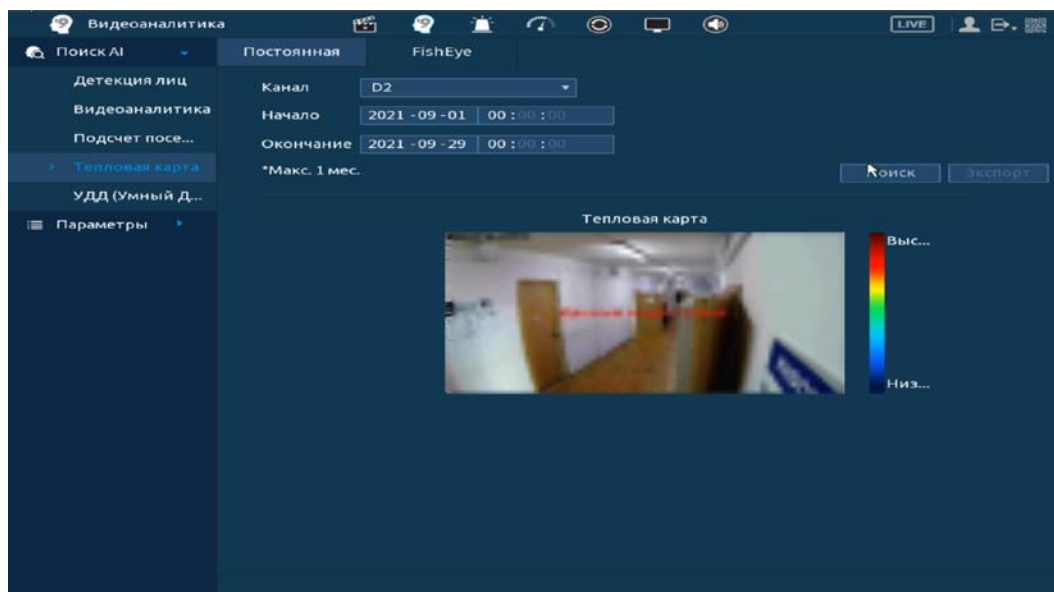 Видеоаналитика
LIVE
Поиск AI
Детекция лиц
Видеоаналитика
Подсчет посе...
Тепловая карта
УДД (Умный Д...
Параметры
Постоянная FishEye
Канал D2
Начало 2021 -09 -01 00 :00 :00
Окончание 2021 -09 -29 00 :00 :00
*Макс. 1 мес.
Поиск Экспорт
Тепловая карта
Выс...
Низ...